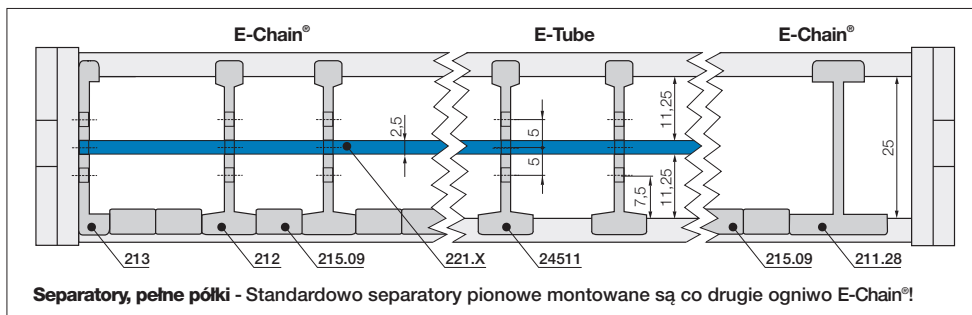 E-Chain® E-Tube E-Chain®
2,5
5
5
11,25
11,25
7,5
25
213 212 215.09 221.X 24511 215.09 211.28
Separatory, pełne półki - Standardowo separatory pionowe montowane są co drugie ogniwo E-Chain®!